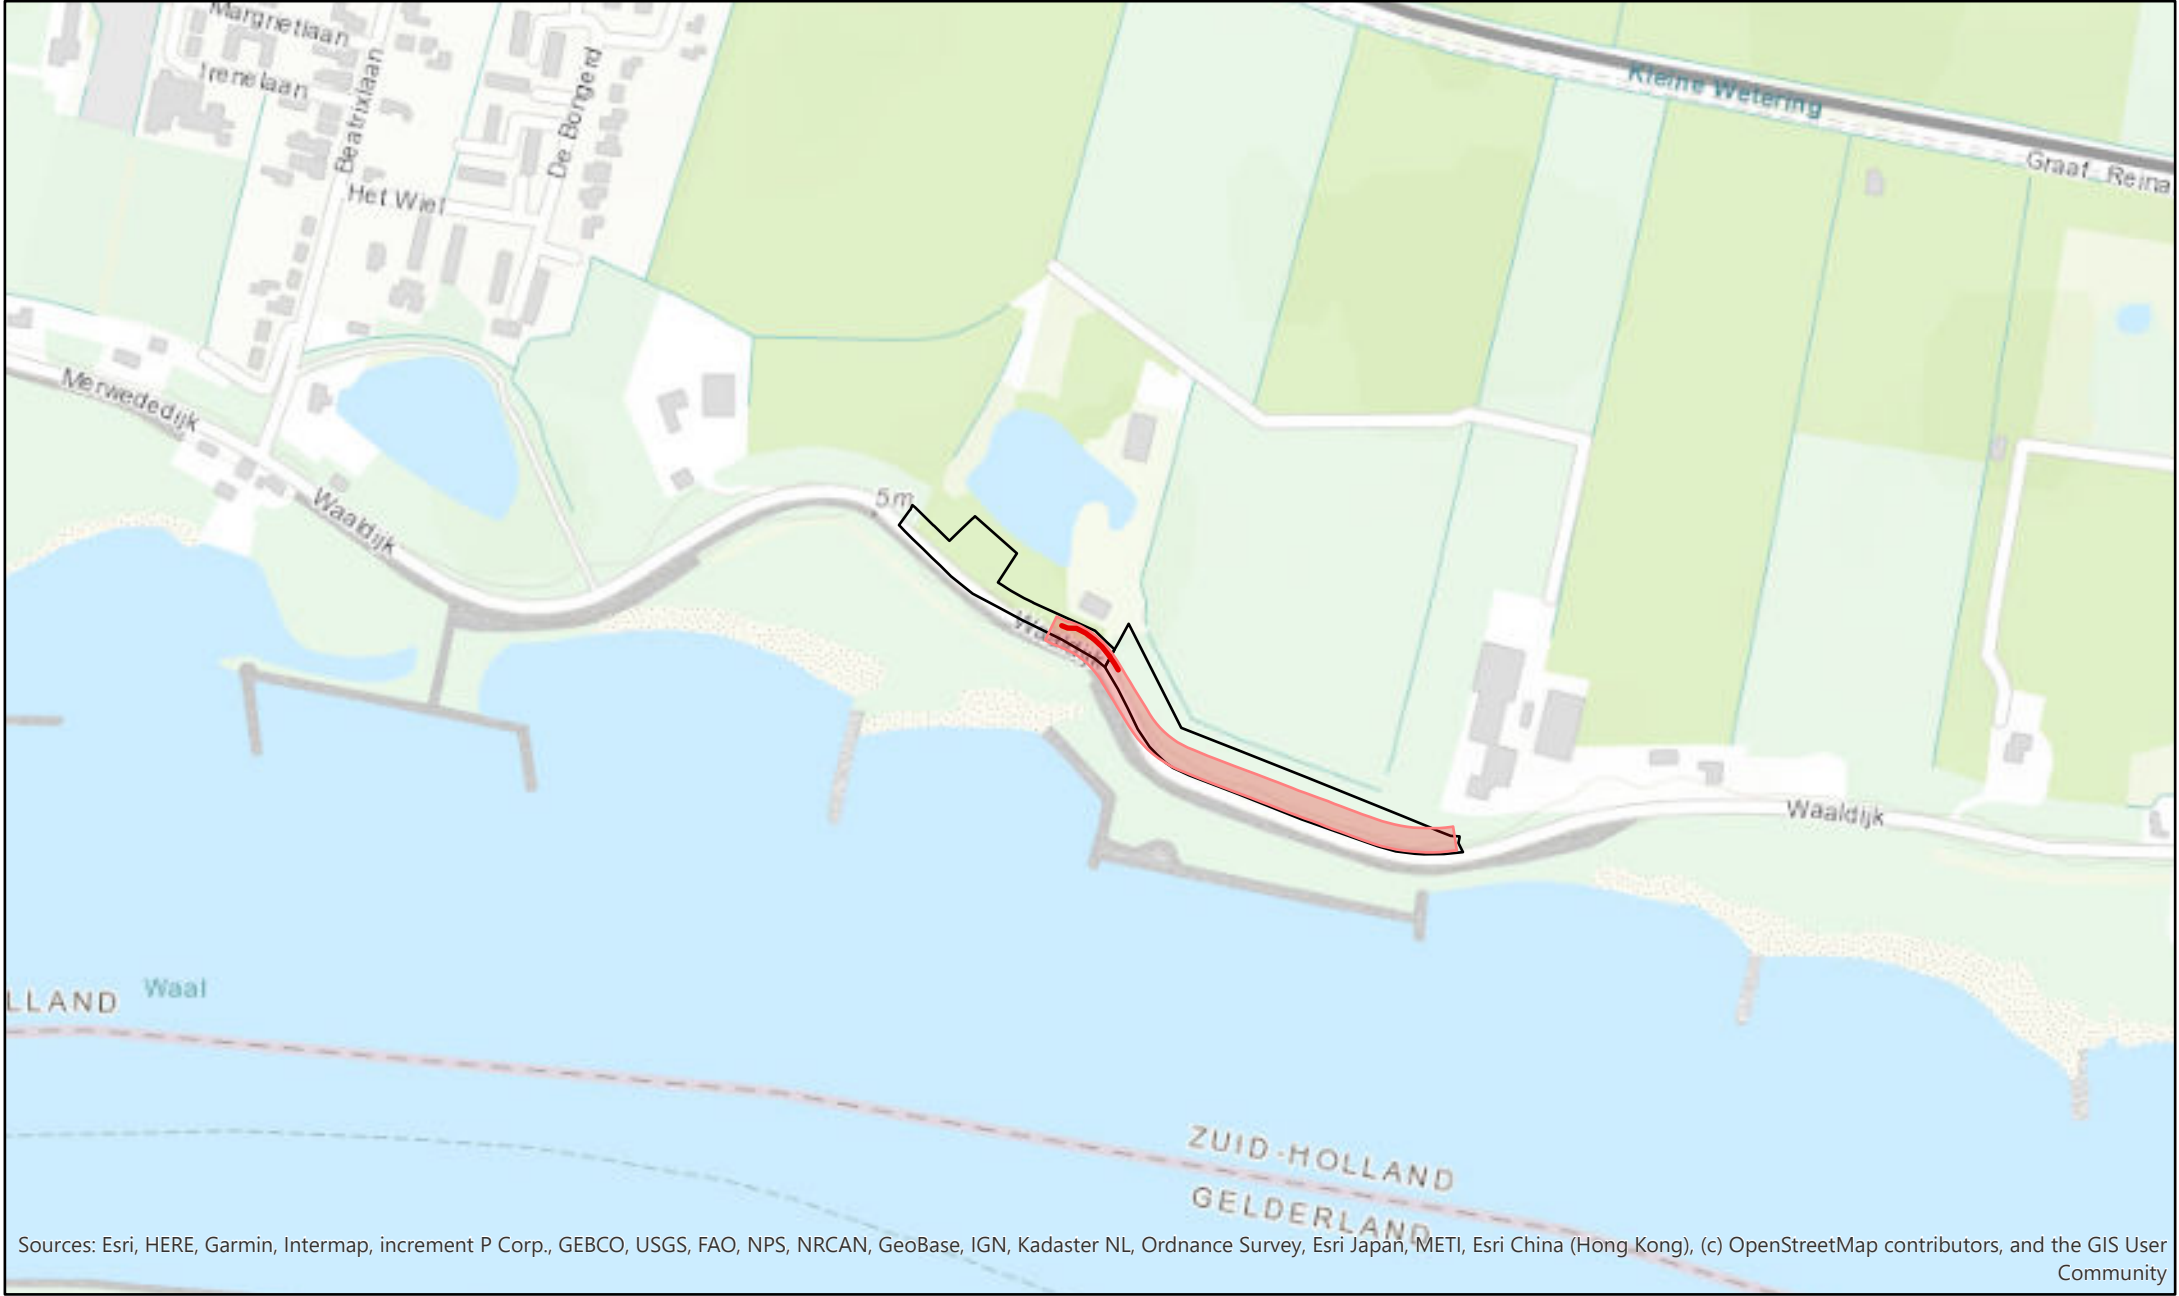 Margrietlaan
Irenelaan
Beatrixlaan
De Bongerd
Het Wiel
Kleine Wetering
Graaf Reina
Merwededijk
Waaldijk
5m
Waaldijk
Waaldijk
LLAND
Waal
ZUID-HOLLAND
GELDERLAND
Sources: Esri, HERE, Garmin, Intermap, increment P Corp., GEBCO, USGS, FAO, NPS, NRCAN, GeoBase, IGN, Kadaster NL, Ordnance Survey, Esri Japan, METI, Esri China (Hong Kong), (c) OpenStreetMap contributors, and the GIS User
Community